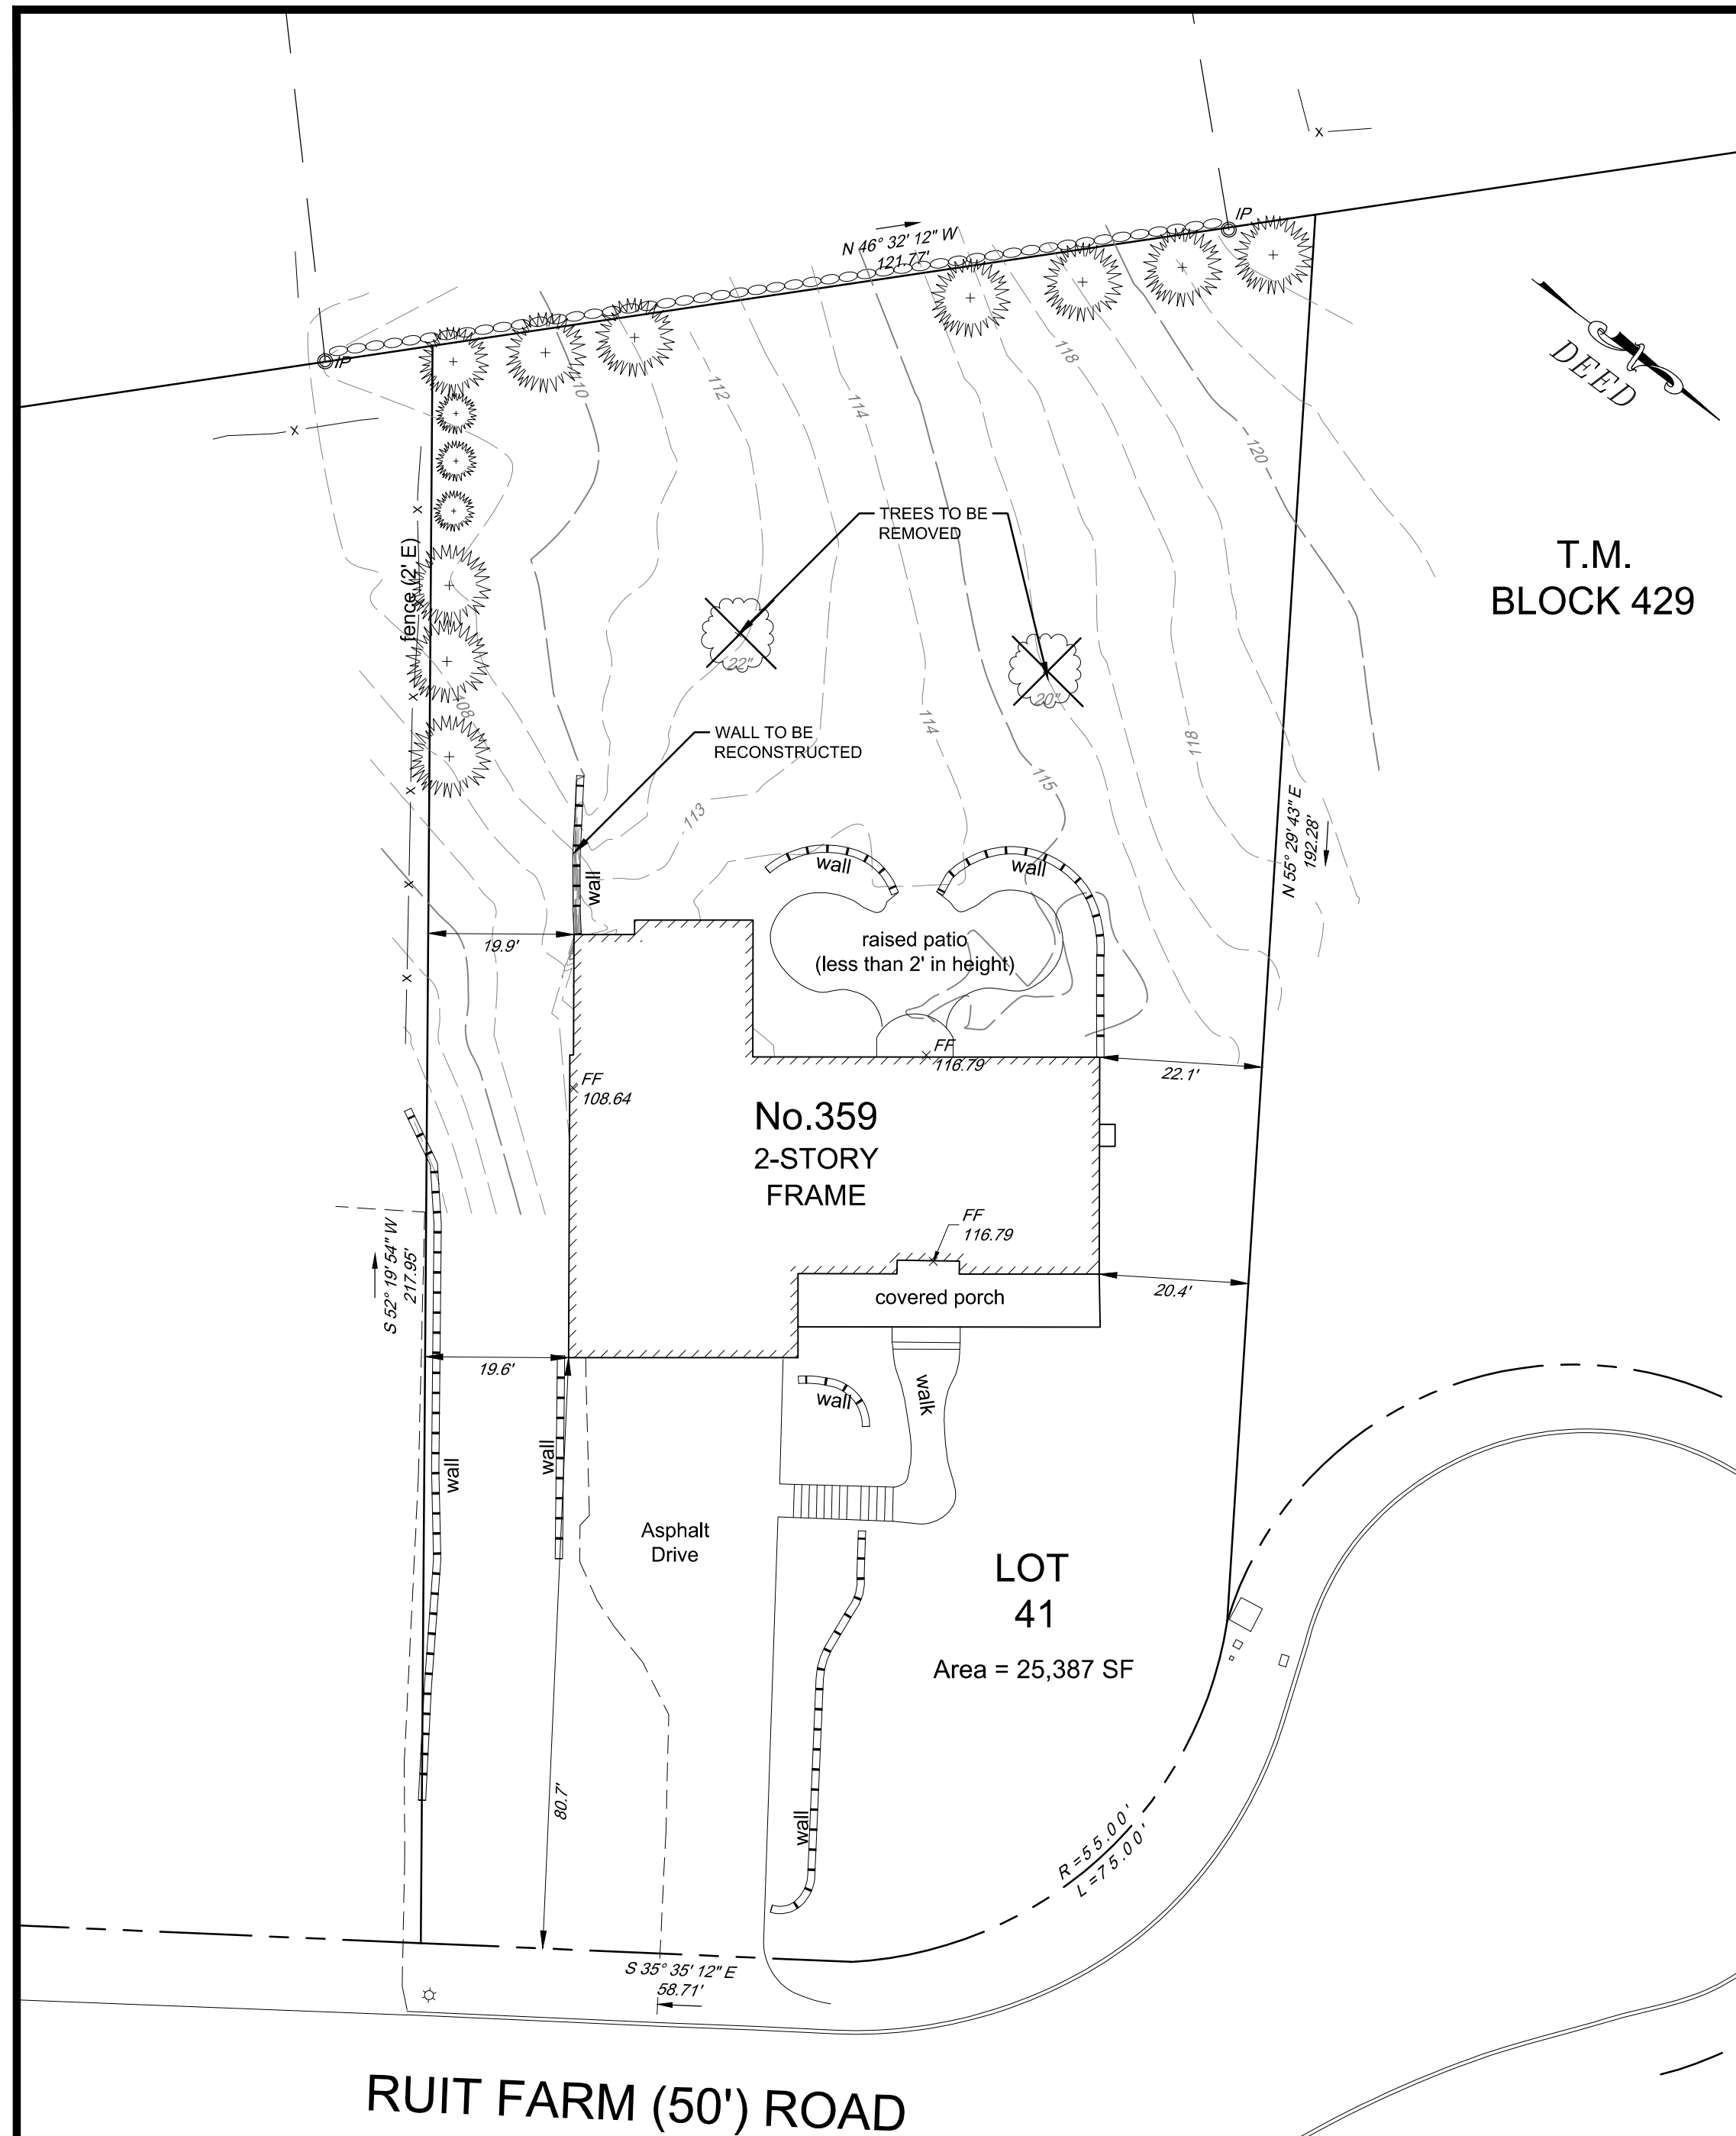 IP
N 46° 32' 12" W
121.77'
IP
DEED
110
112
114
118
120
x
x
x
fence (2' E)
TREES TO BE
REMOVED
T.M.
BLOCK 429
22"
20"
108
x
WALL TO BE
RECONSTRUCTED
114
118
115
113
x
N 55° 29' 43" E
192.28'
wall
wall
wall
x
19.9'
raised patio
(less than 2' in height)
x
FF
116.79
22.1'
FF
108.64
No.359
2-STORY
FRAME
FF
116.79
S 52° 19' 54" W
217.95'
covered porch
20.4'
19.6'
wall
walk
wall
wall
Asphalt
Drive
LOT
41
Area = 25,387 SF
80.7'
wall
R=55.00'
L=75.00'
S 35° 35' 12" E
58.71'
RUIT FARM (50') ROAD